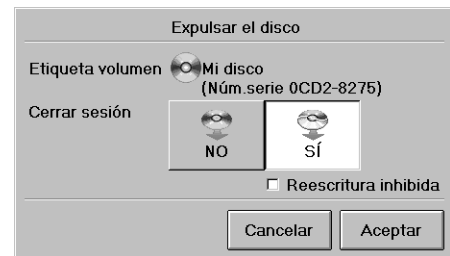 Expulsar el disco
Etiqueta volumen Mi disco
(Núm.serie 0CD2-8275)
Cerrar sesión
NO SÍ
Reescritura inhibida
Cancelar Aceptar